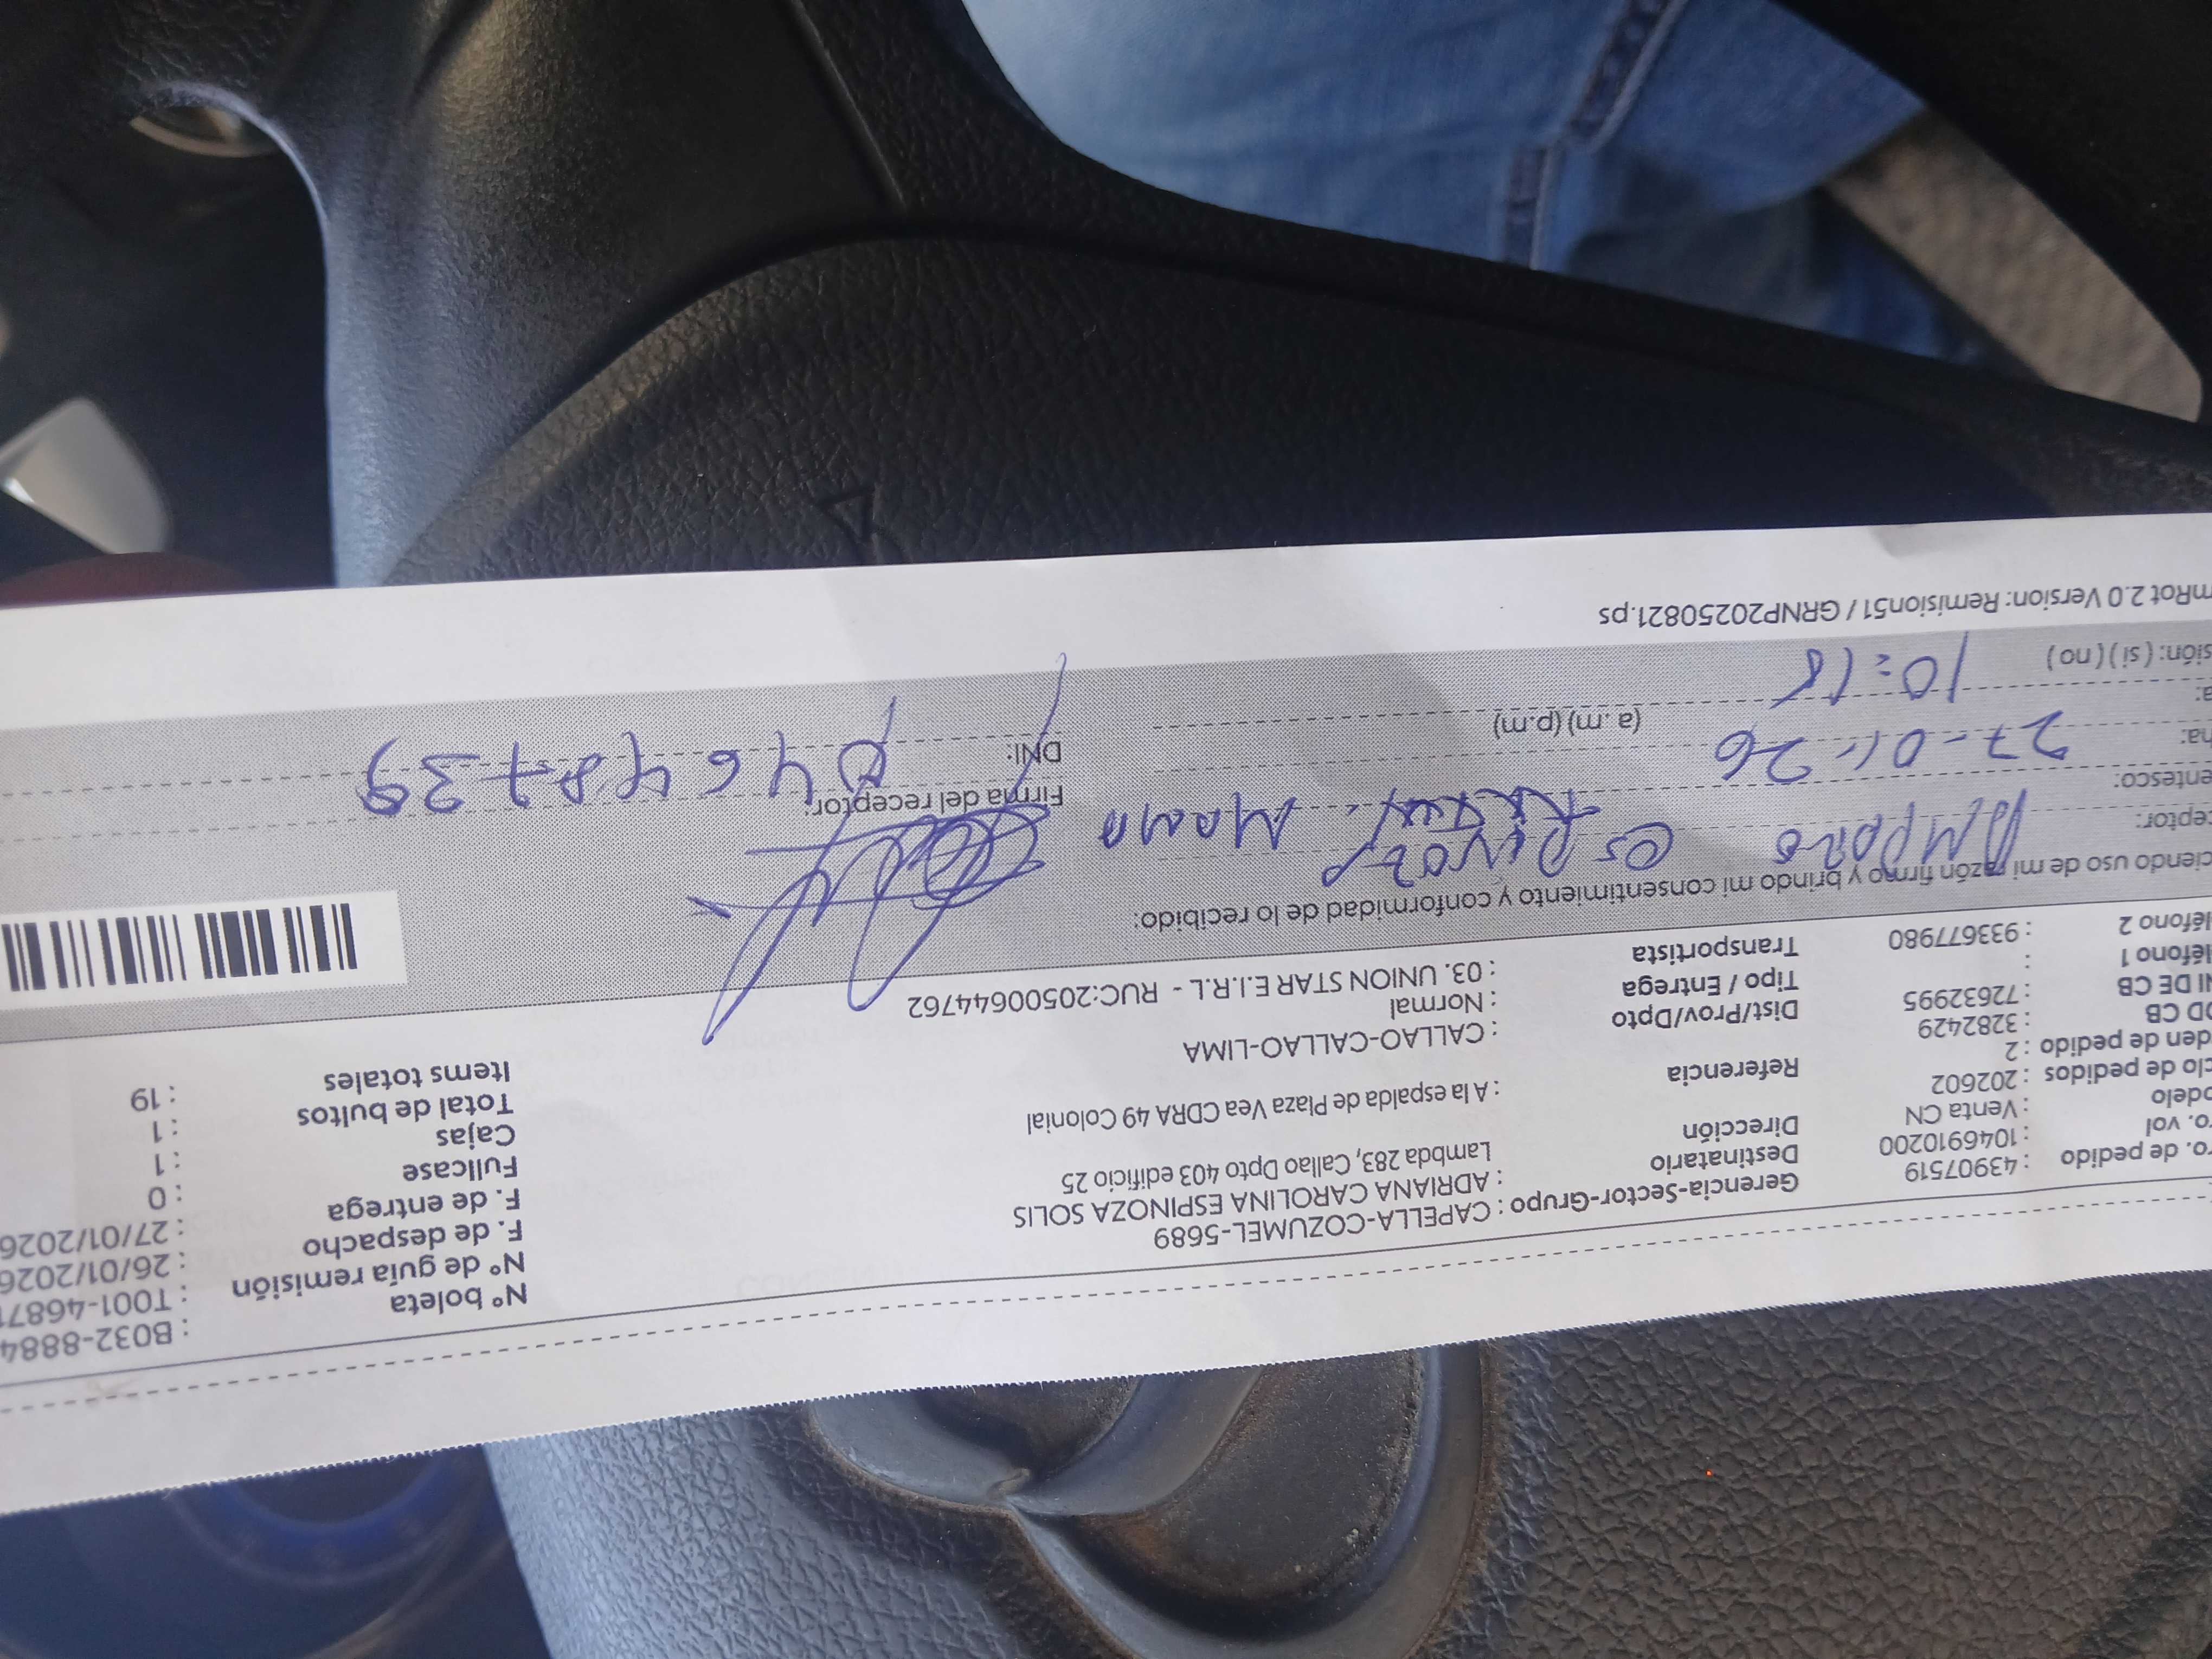 Nº boleta : B032-8884
Nº de guía remisión : T001-4687
F. de despacho : 26/01/2026
F. de entrega : 27/01/2026
Fullcase : 0
Cajas : 1
Total de bultos : 1
Items totales : 19
Gerencia-Sector-Grupo : CAPELLA-COZUMEL-5689
Destinatario : ADRIANA CAROLINA ESPINOZA SOLIS
Dirección Lambda 283, Callao Dpto 403 edificio 25
Referencia : A la espalda de Plaza Vea CDRA 49 Colonial
Dist/Prov/Dpto : CALLAO-CALLAO-LIMA
Tipo / Entrega : Normal
Transportista : 03. UNION STAR E.I.R.L - RUC:20500644762
ro. de pedido : 43907519
o. vol : 1046910200
odelo : Venta CN
clo de pedidos : 202602
den de pedido : 2
OD CB : 3282429
NI DE CB : 72632995
léfono 1 :
léfono 2 : 933677980
ciendo uso de mi razón firmo y brindo mi consentimiento y conformidad de lo recibido:
ceptor: AMPARO
entesco: MAMA
ha: 27-01-26
a: 10:18 (a. m) (p.m)
sión: ( si ) ( no )
Firma del receptor:
DNI:
mRot 2.0 Version: Remision51 / GRNP20250821.ps